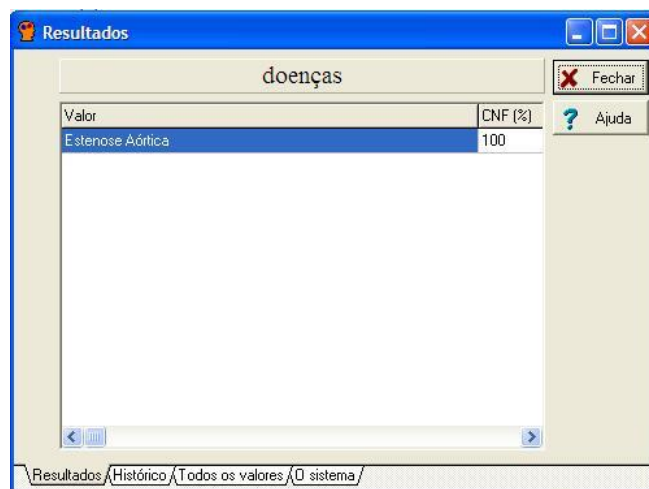 Resultados
doenças
Fechar
Valor CNF (%)
? Ajuda
Estenose Aórtica 100
Resultados Histórico Todos os valores O sistema